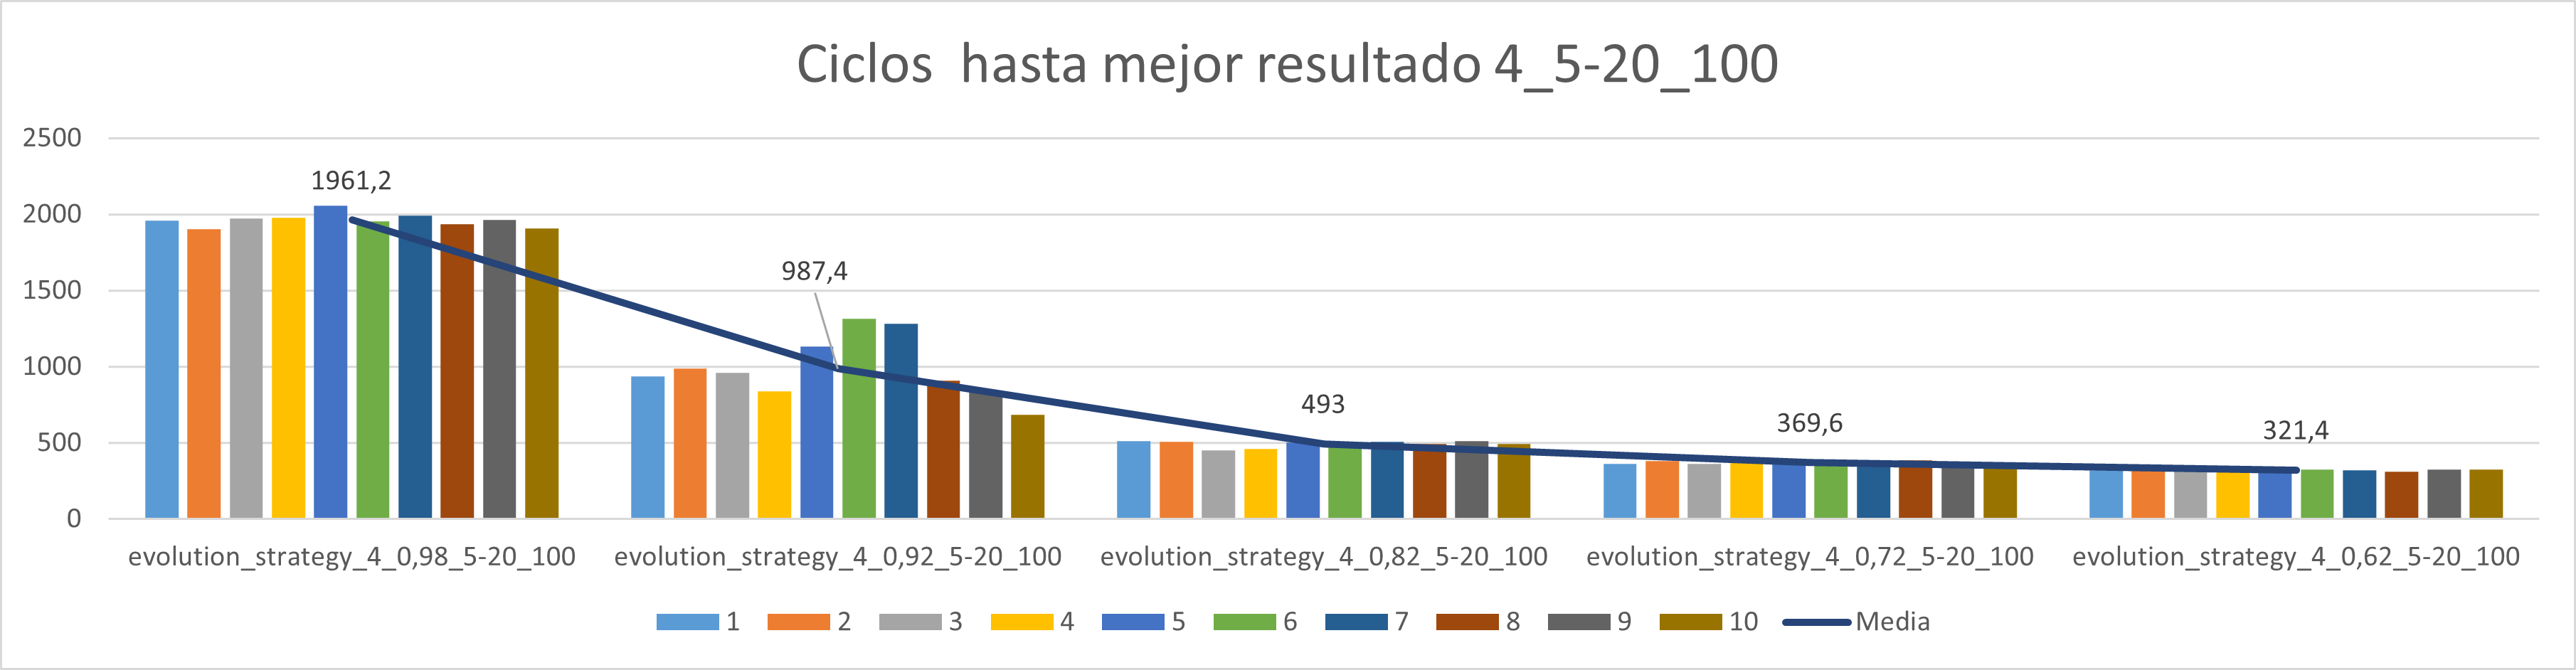 Ciclos  hasta mejor resultado 4_5-20_100
2500
2000
1500
1000
500
0
1961,2
987,4
493
369,6
321,4
evolution_strategy_4_0,98_5-20_100
evolution_strategy_4_0,92_5-20_100
evolution_strategy_4_0,82_5-20_100
evolution_strategy_4_0,72_5-20_100
evolution_strategy_4_0,62_5-20_100
1 2 3 4 5 6 7 8 9 10 Media